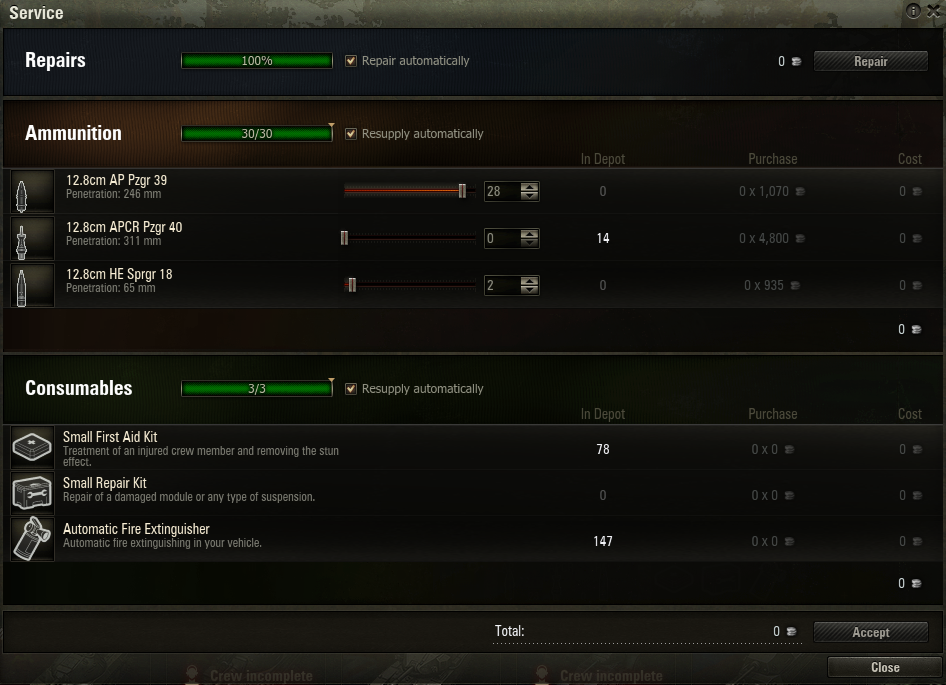 Service
Repairs 100% Repair automatically 0 Repair
Ammunition 30/30 Resupply automatically
In Depot Purchase Cost
12.8cm AP Pzgr 39
Penetration: 246 mm
28 0 0 x 1,070 0
12.8cm APCR Pzgr 40
Penetration: 311 mm
0 14 0 x 4,800 0
12.8cm HE Sprgr 18
Penetration: 65 mm
2 0 0 x 935 0
0
Consumables 3/3 Resupply automatically
In Depot Purchase Cost
Small First Aid Kit
Treatment of an injured crew member and removing the stun
effect.
78 0 x 0 0
Small Repair Kit
Repair of a damaged module or any type of suspension.
0 0 x 0 0
Automatic Fire Extinguisher
Automatic fire extinguishing in your vehicle.
147 0 x 0 0
0
Total: 0 Accept
Close
Crew incomplete Crew incomplete